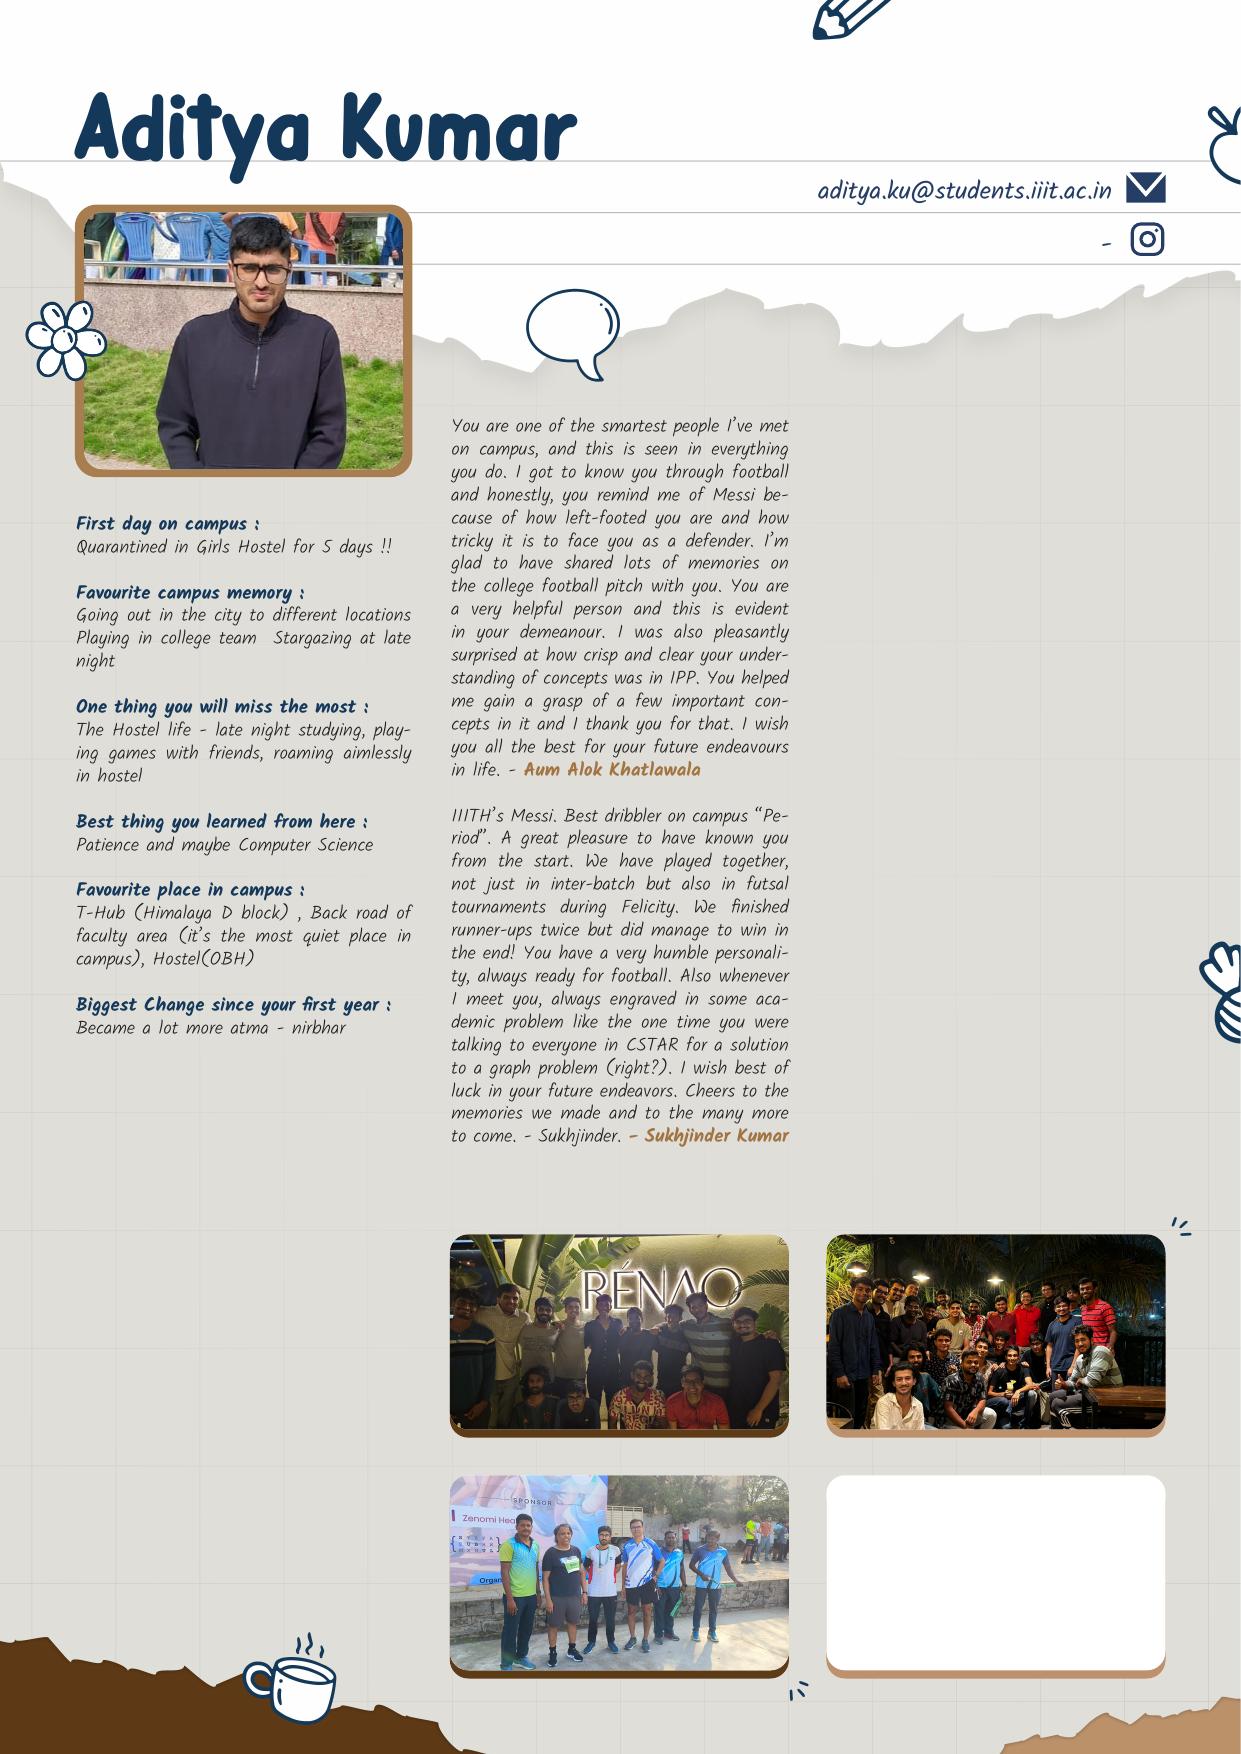 Aditya Kumar
aditya.ku@students.iiit.ac.in
-
First day on campus :
Quarantined in Girls Hostel for 5 days !!
Favourite campus memory :
Going out in the city to different locations
Playing in college team Stargazing at late
night
One thing you will miss the most :
The Hostel life - late night studying, play-
ing games with friends, roaming aimlessly
in hostel
Best thing you learned from here :
Patience and maybe Computer Science
Favourite place in campus :
T-Hub (Himalaya D block) , Back road of
faculty area (it's the most quiet place in
campus), Hostel(OBH)
Biggest Change since your first year :
Became a lot more atma - nirbhar
You are one of the smartest people I've met
on campus, and this is seen in everything
you do. I got to know you through football
and honestly, you remind me of Messi be-
cause of how left-footed you are and how
tricky it is to face you as a defender. I'm
glad to have shared lots of memories on
the college football pitch with you. You are
a very helpful person and this is evident
in your demeanour. I was also pleasantly
surprised at how crisp and clear your under-
standing of concepts was in IPP. You helped
me gain a grasp of a few important con-
cepts in it and I thank you for that. I wish
you all the best for your future endeavours
in life. - Aum Alok Khatlawala
IIITH's Messi. Best dribbler on campus “Pe-
riod”. A great pleasure to have known you
from the start. We have played together,
not just in inter-batch but also in futsal
tournaments during Felicity. We finished
runner-ups twice but did manage to win in
the end! You have a very humble personali-
ty, always ready for football. Also whenever
I meet you, always engraved in some aca-
demic problem like the one time you were
talking to everyone in CSTAR for a solution
to a graph problem (right?). I wish best of
luck in your future endeavors. Cheers to the
memories we made and to the many more
to come. - Sukhjinder. - Sukhjinder Kumar
RÉNAO
SPONSOR
Zenomi Hea
Organ